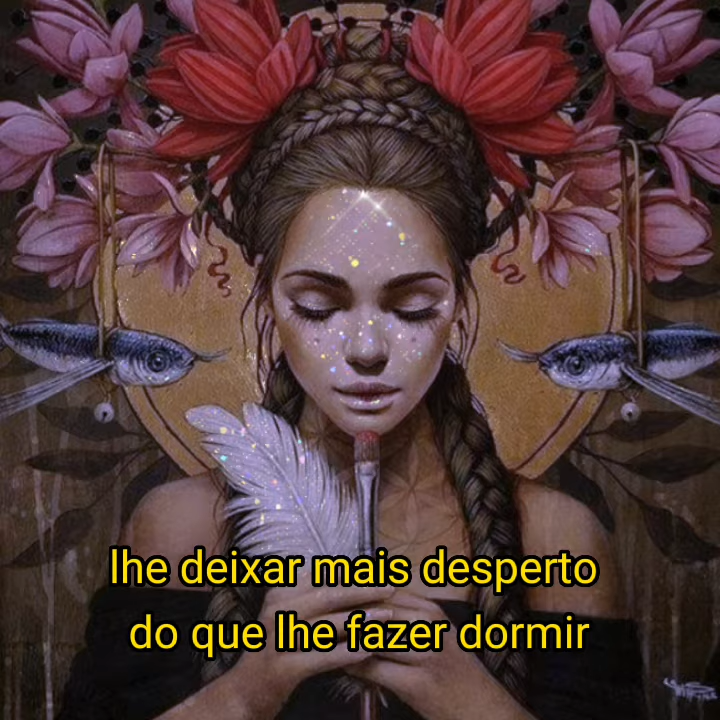 lhe deixar mais desperto
do que lhe fazer dormir